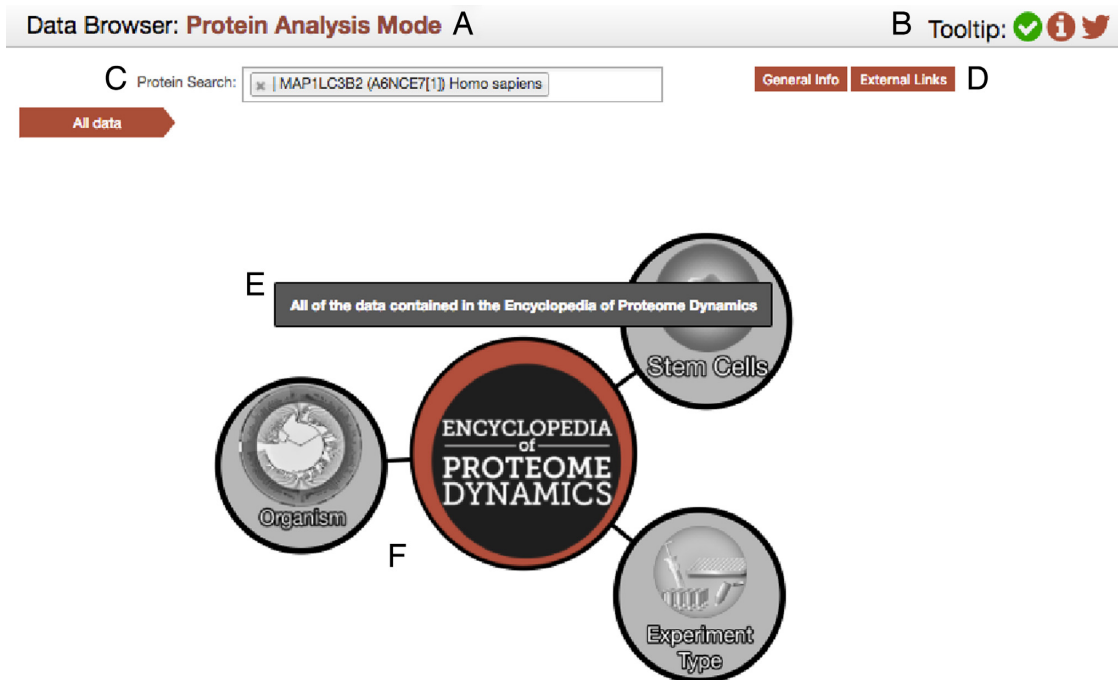 Data Browser: Protein Analysis Mode A
B Tooltip:
C Protein Search: MAP1LC3B2 (A6NCE7[1]) Homo sapiens
General Info External Links D
All data
E
All of the data contained in the Encyclopedia of Proteome Dynamics
Stem Cells
ENCYCLOPEDIA
of
PROTEOME
DYNAMICS
Organism
F
Experiment
Type